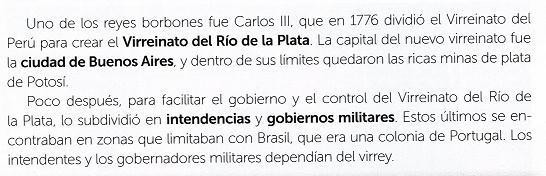 Uno de los reyes borbones fue Carlos III, que en 1776 dividió el Virreinato del
Perú para crear el Virreinato del Río de la Plata. La capital del nuevo virreinato fue
la ciudad de Buenos Aires, y dentro de sus límites quedaron las ricas minas de plata
de Potosí.
Poco después, para facilitar el gobierno y el control del Virreinato del Río de
la Plata, lo subdividió en intendencias y gobiernos militares. Estos últimos se en-
contraban en zonas que limitaban con Brasil, que era una colonia de Portugal. Los
intendentes y los gobernadores militares dependían del virrey.